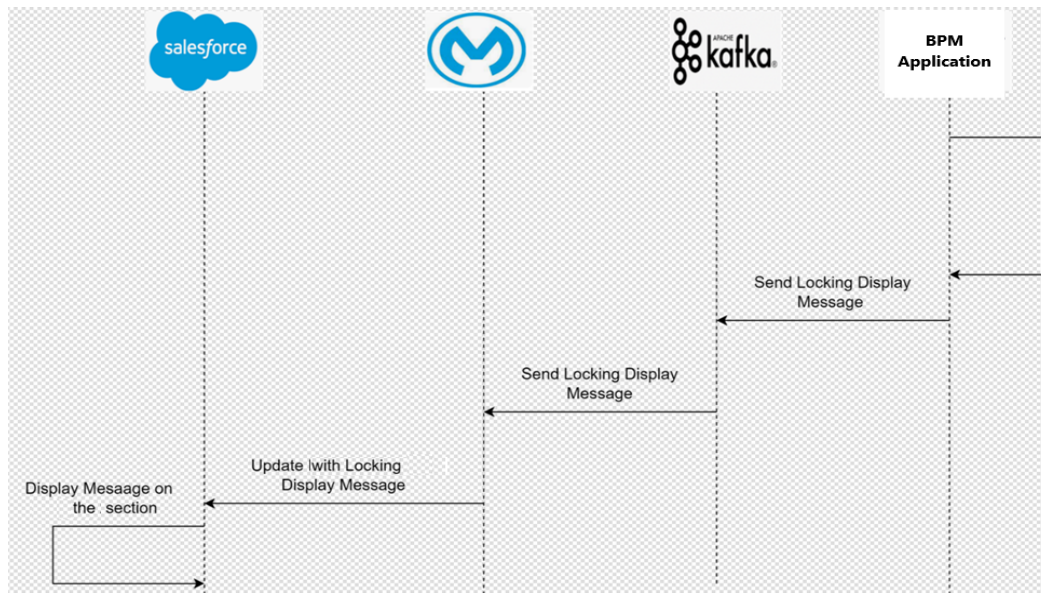 salesforce
APACHE
kafka®
BPM
Application
Send Locking Display
Message
Send Locking Display
Message
Update with Locking
Display Message
Display Mesaage on
the section